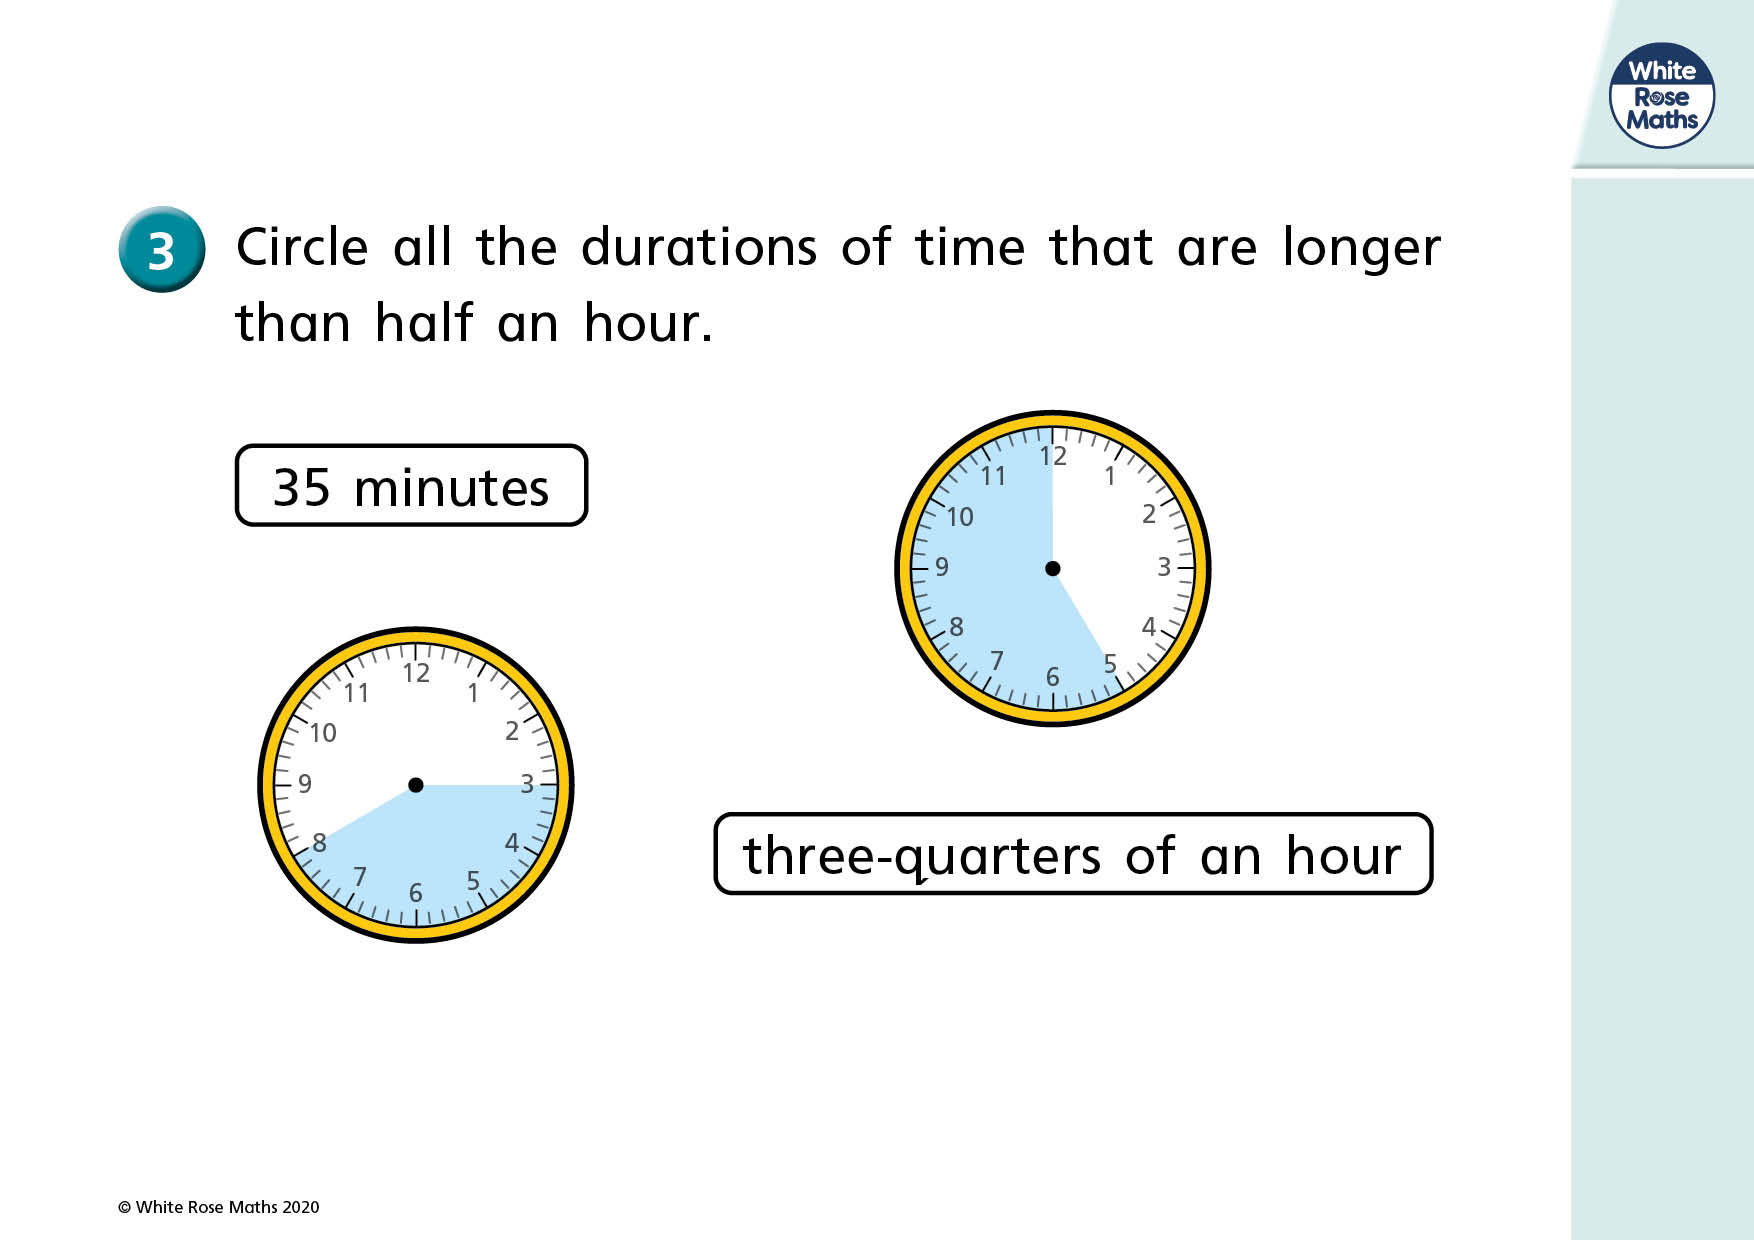 White
Rose
Maths
3 Circle all the durations of time that are longer
than half an hour.
35 minutes
12
11 1
10 2
9 3
8 4
7 5
6
12
11 1
10 2
9 3
8 4
7 5
6
three-quarters of an hour
© White Rose Maths 2020